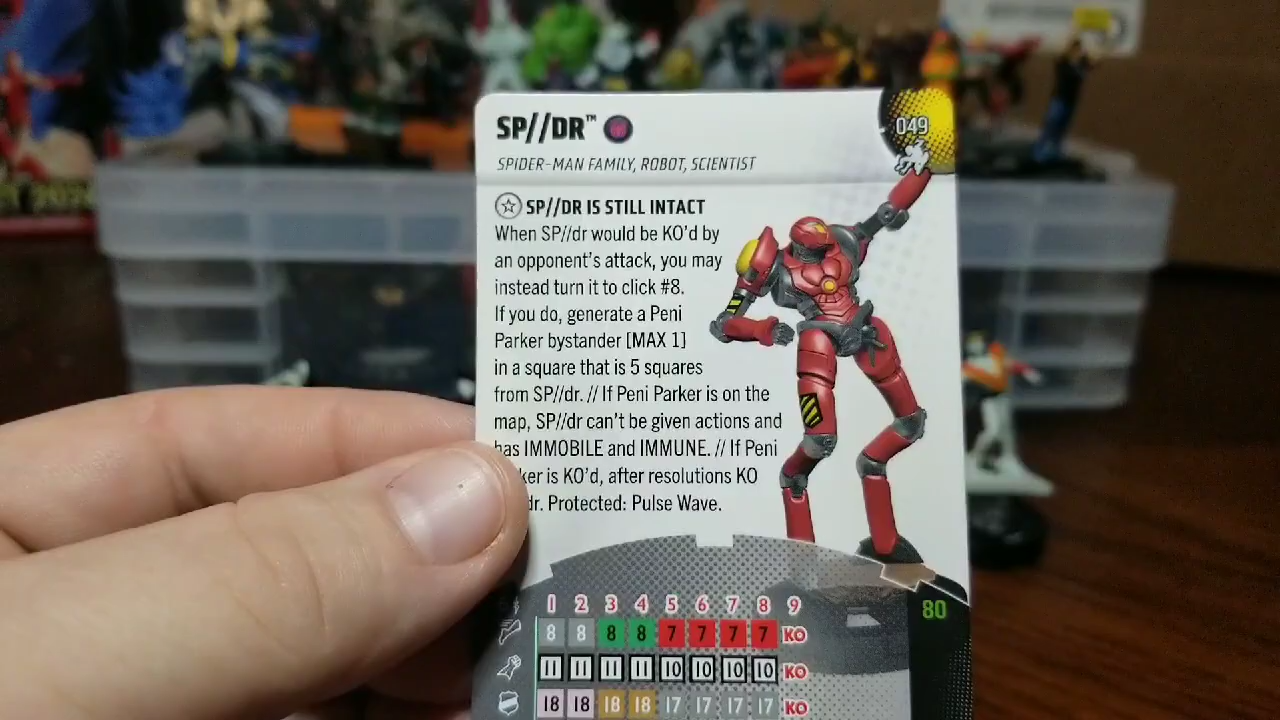 SP//DR™
049
SPIDER-MAN FAMILY, ROBOT, SCIENTIST
SP//DR IS STILL INTACT
When SP//dr would be KO'd by
an opponent's attack, you may
instead turn it to click #8.
If you do, generate a Peni
Parker bystander [MAX 1]
in a square that is 5 squares
from SP//dr. // If Peni Parker is on the
map, SP//dr can't be given actions and
has IMMOBILE and IMMUNE. // If Peni
ker is KO'd, after resolutions KO
dr. Protected: Pulse Wave.
80
1 2 3 4 5 6 7 8 9
8 8 8 8 7 7 7 7 KO
11 11 11 11 10 10 10 10 KO
18 18 18 18 17 17 17 17 KO